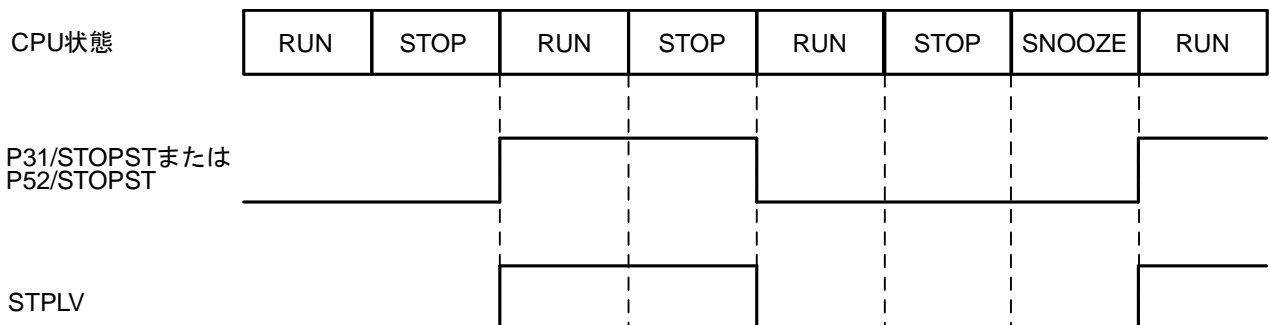 CPU状態 RUN STOP RUN STOP RUN STOP SNOOZE RUN
P31/STOPSTまたは
P52/STOPST
STPLV